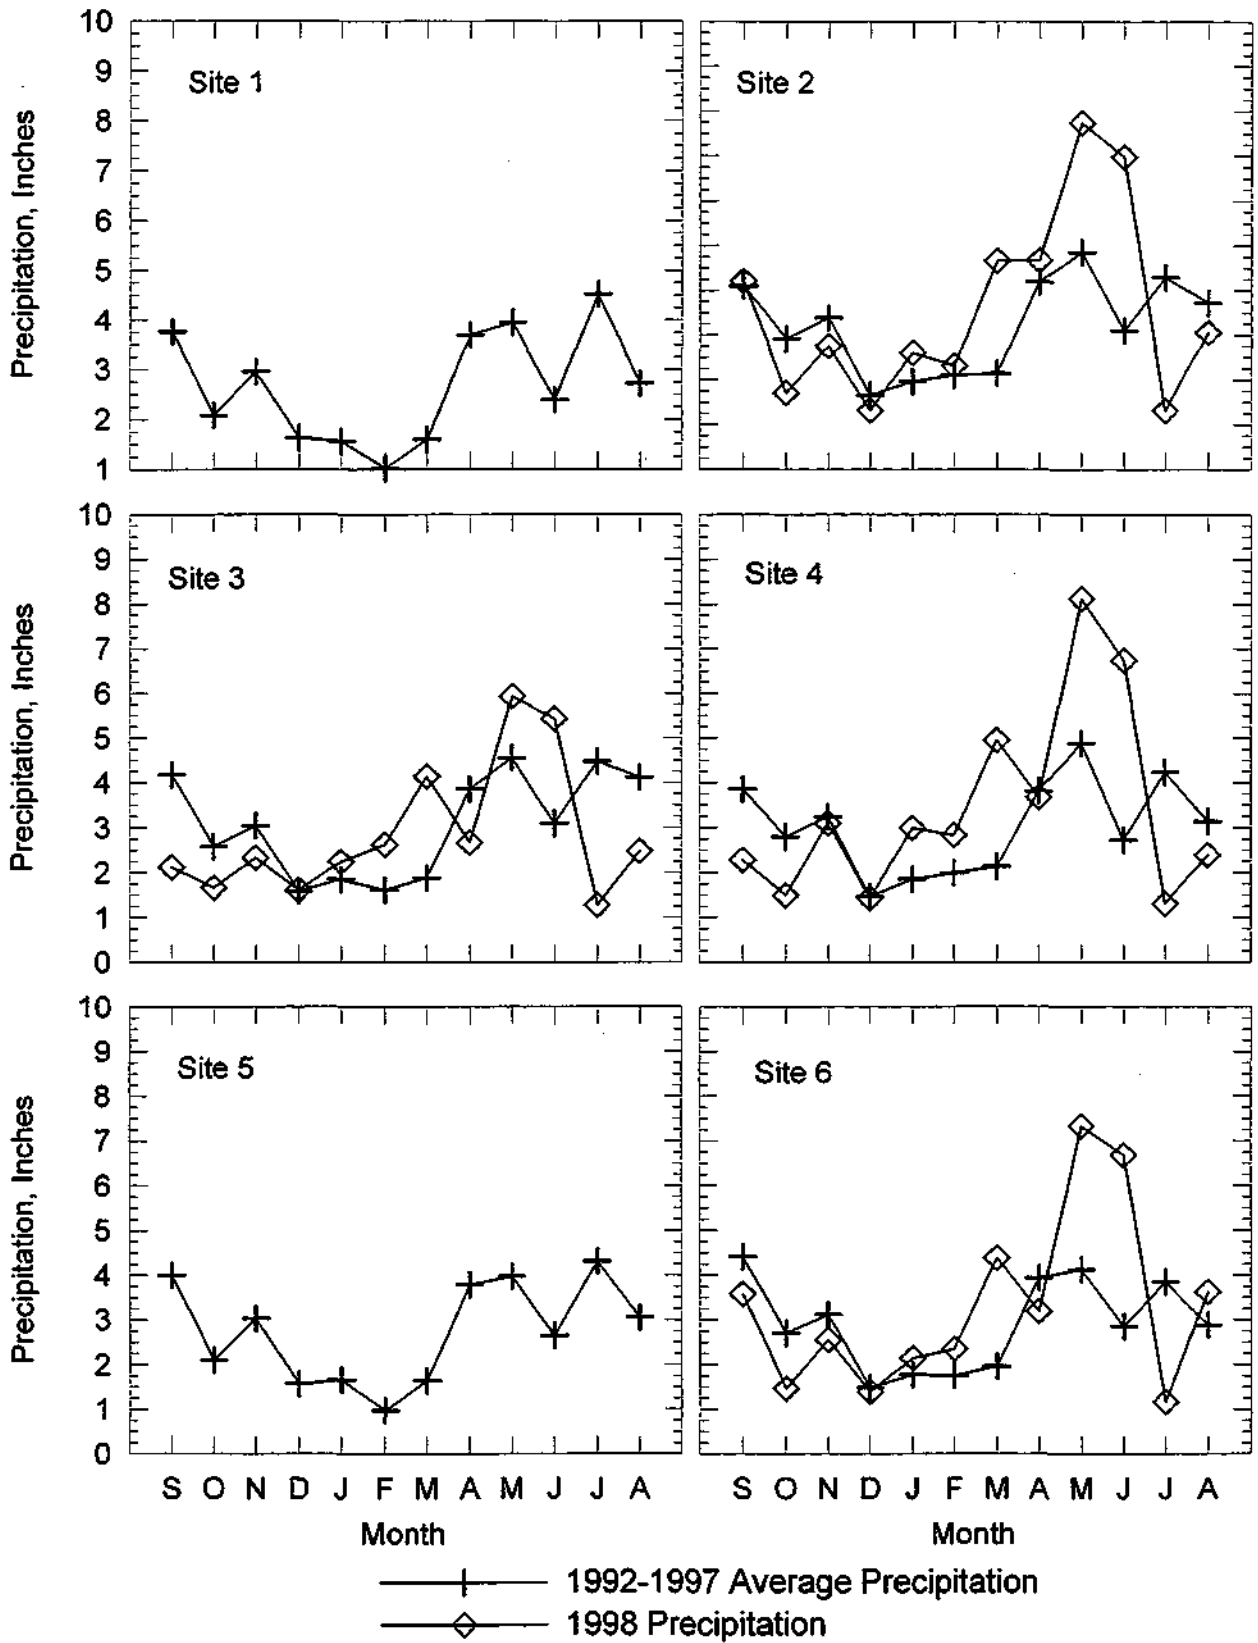 10
9
8
7
6
5
4
3
2
1
Precipitation, Inches
Site 1
Site 2
10
9
8
7
6
5
4
3
2
1
0
Precipitation, Inches
Site 3
Site 4
10
9
8
7
6
5
4
3
2
1
0
Precipitation, Inches
Site 5
Site 6
S O N D J F M A M J J A
S O N D J F M A M J J A
Month
Month
1992-1997 Average Precipitation
1998 Precipitation